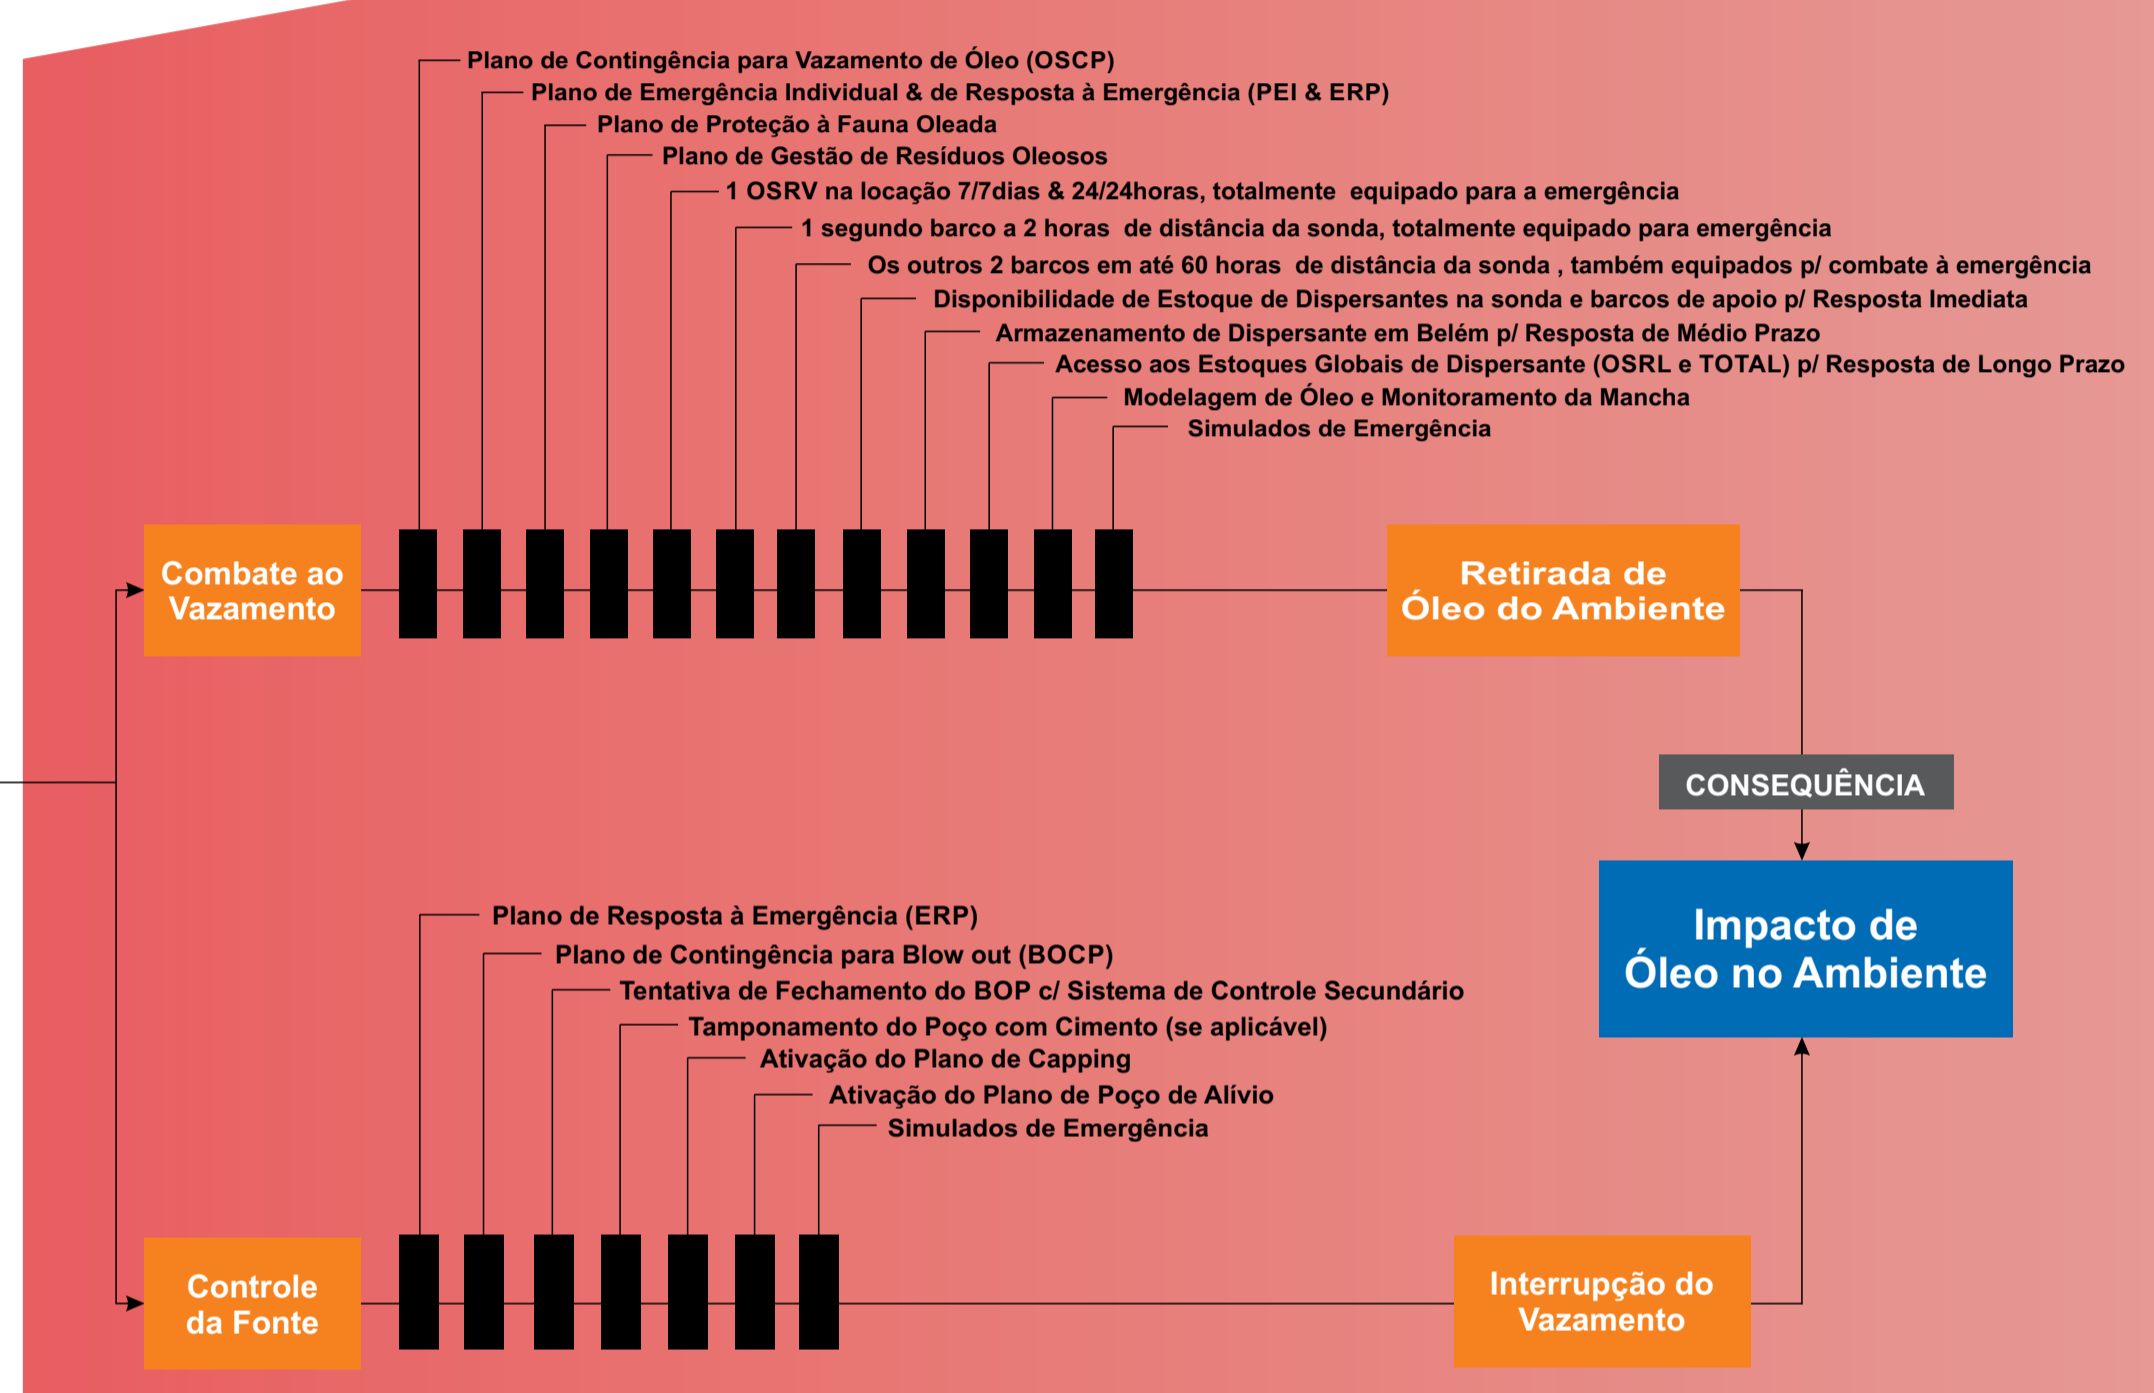 Plano de Contingência para Vazamento de Óleo (OSCP)
Plano de Emergência Individual & de Resposta à Emergência (PEI & ERP)
Plano de Proteção à Fauna Oleada
Plano de Gestão de Resíduos Oleosos
1 OSRV na locação 7/7dias & 24/24horas, totalmente equipado para a emergência
1 segundo barco a 2 horas de distância da sonda, totalmente equipado para emergência
Os outros 2 barcos em até 60 horas de distância da sonda , também equipados p/ combate à emergência
Disponibilidade de Estoque de Dispersantes na sonda e barcos de apoio p/ Resposta Imediata
Armazenamento de Dispersante em Belém p/ Resposta de Médio Prazo
Acesso aos Estoques Globais de Dispersante (OSRL e TOTAL) p/ Resposta de Longo Prazo
Modelagem de Óleo e Monitoramento da Mancha
Simulados de Emergência
Combate ao
Vazamento
Retirada de
Óleo do Ambiente
CONSEQUÊNCIA
Impacto de
Óleo no Ambiente
Plano de Resposta à Emergência (ERP)
Plano de Contingência para Blow out (BOCP)
Tentativa de Fechamento do BOP c/ Sistema de Controle Secundário
Tamponamento do Poço com Cimento (se aplicável)
Ativação do Plano de Capping
Ativação do Plano de Poço de Alívio
Simulados de Emergência
Controle
da Fonte
Interrupção do
Vazamento